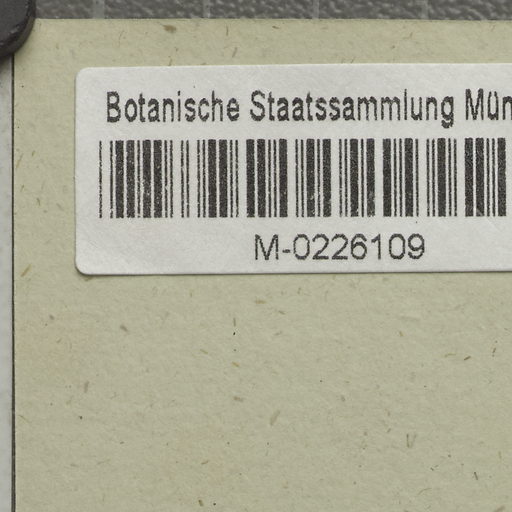 Botanische Staatssammlung Mün
M-0226109